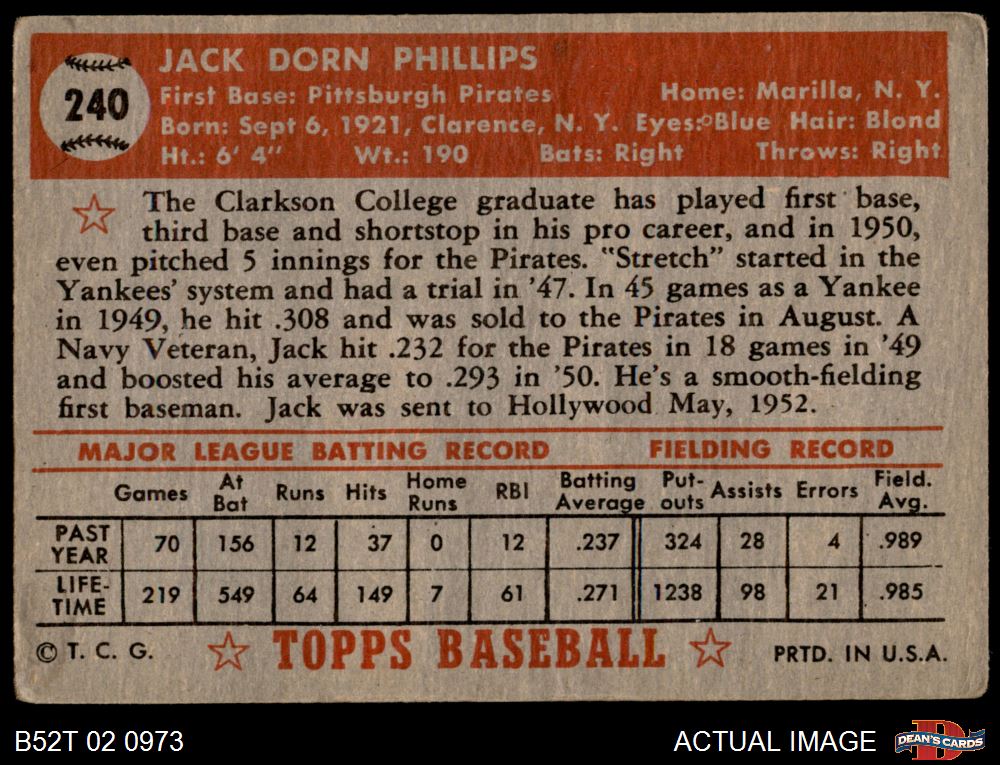 240
JACK DORN PHILLIPS
First Base: Pittsburgh Pirates Home: Marilla, N. Y.
Born: Sept 6, 1921, Clarence, N. Y. Eyes: Blue Hair: Blond
Ht.: 6' 4" Wt.: 190 Bats: Right Throws: Right
The Clarkson College graduate has played first base,
third base and shortstop in his pro career, and in 1950,
even pitched 5 innings for the Pirates. "Stretch" started in the
Yankees' system and had a trial in '47. In 45 games as a Yankee
in 1949, he hit .308 and was sold to the Pirates in August. A
Navy Veteran, Jack hit .232 for the Pirates in 18 games in '49
and boosted his average to .293 in '50. He's a smooth-fielding
first baseman. Jack was sent to Hollywood May, 1952.
MAJOR LEAGUE BATTING RECORD FIELDING RECORD
Games At Bat Runs Hits Home Runs RBI Batting Average Put-outs Assists Errors Field. Avg.
PAST YEAR 70 156 12 37 0 12 .237 324 28 4 .989
LIFE-TIME 219 549 64 149 7 61 .271 1238 98 21 .985
© T. C. G. TOPPS BASEBALL PRTD. IN U.S.A.
B52T 02 0973 ACTUAL IMAGE DEAN'S CARDS